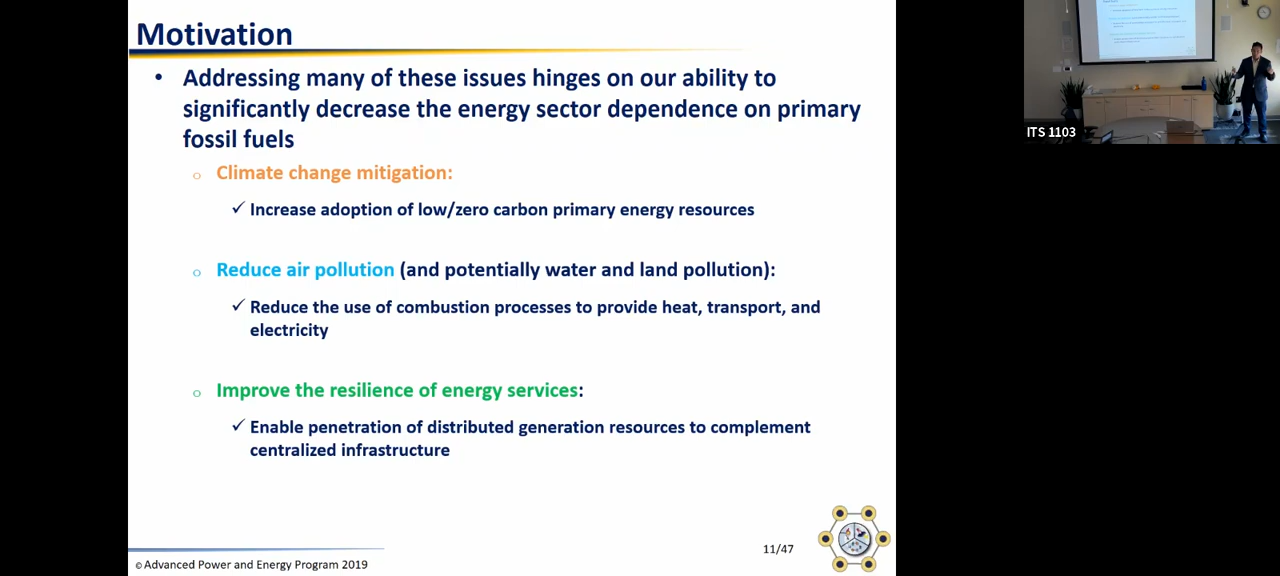 Motivation
• Addressing many of these issues hinges on our ability to
significantly decrease the energy sector dependence on primary
fossil fuels
o Climate change mitigation:
✓ Increase adoption of low/zero carbon primary energy resources
o Reduce air pollution (and potentially water and land pollution):
✓ Reduce the use of combustion processes to provide heat, transport, and
electricity
o Improve the resilience of energy services:
✓ Enable penetration of distributed generation resources to complement
centralized infrastructure
11/47
© Advanced Power and Energy Program 2019
ITS 1103